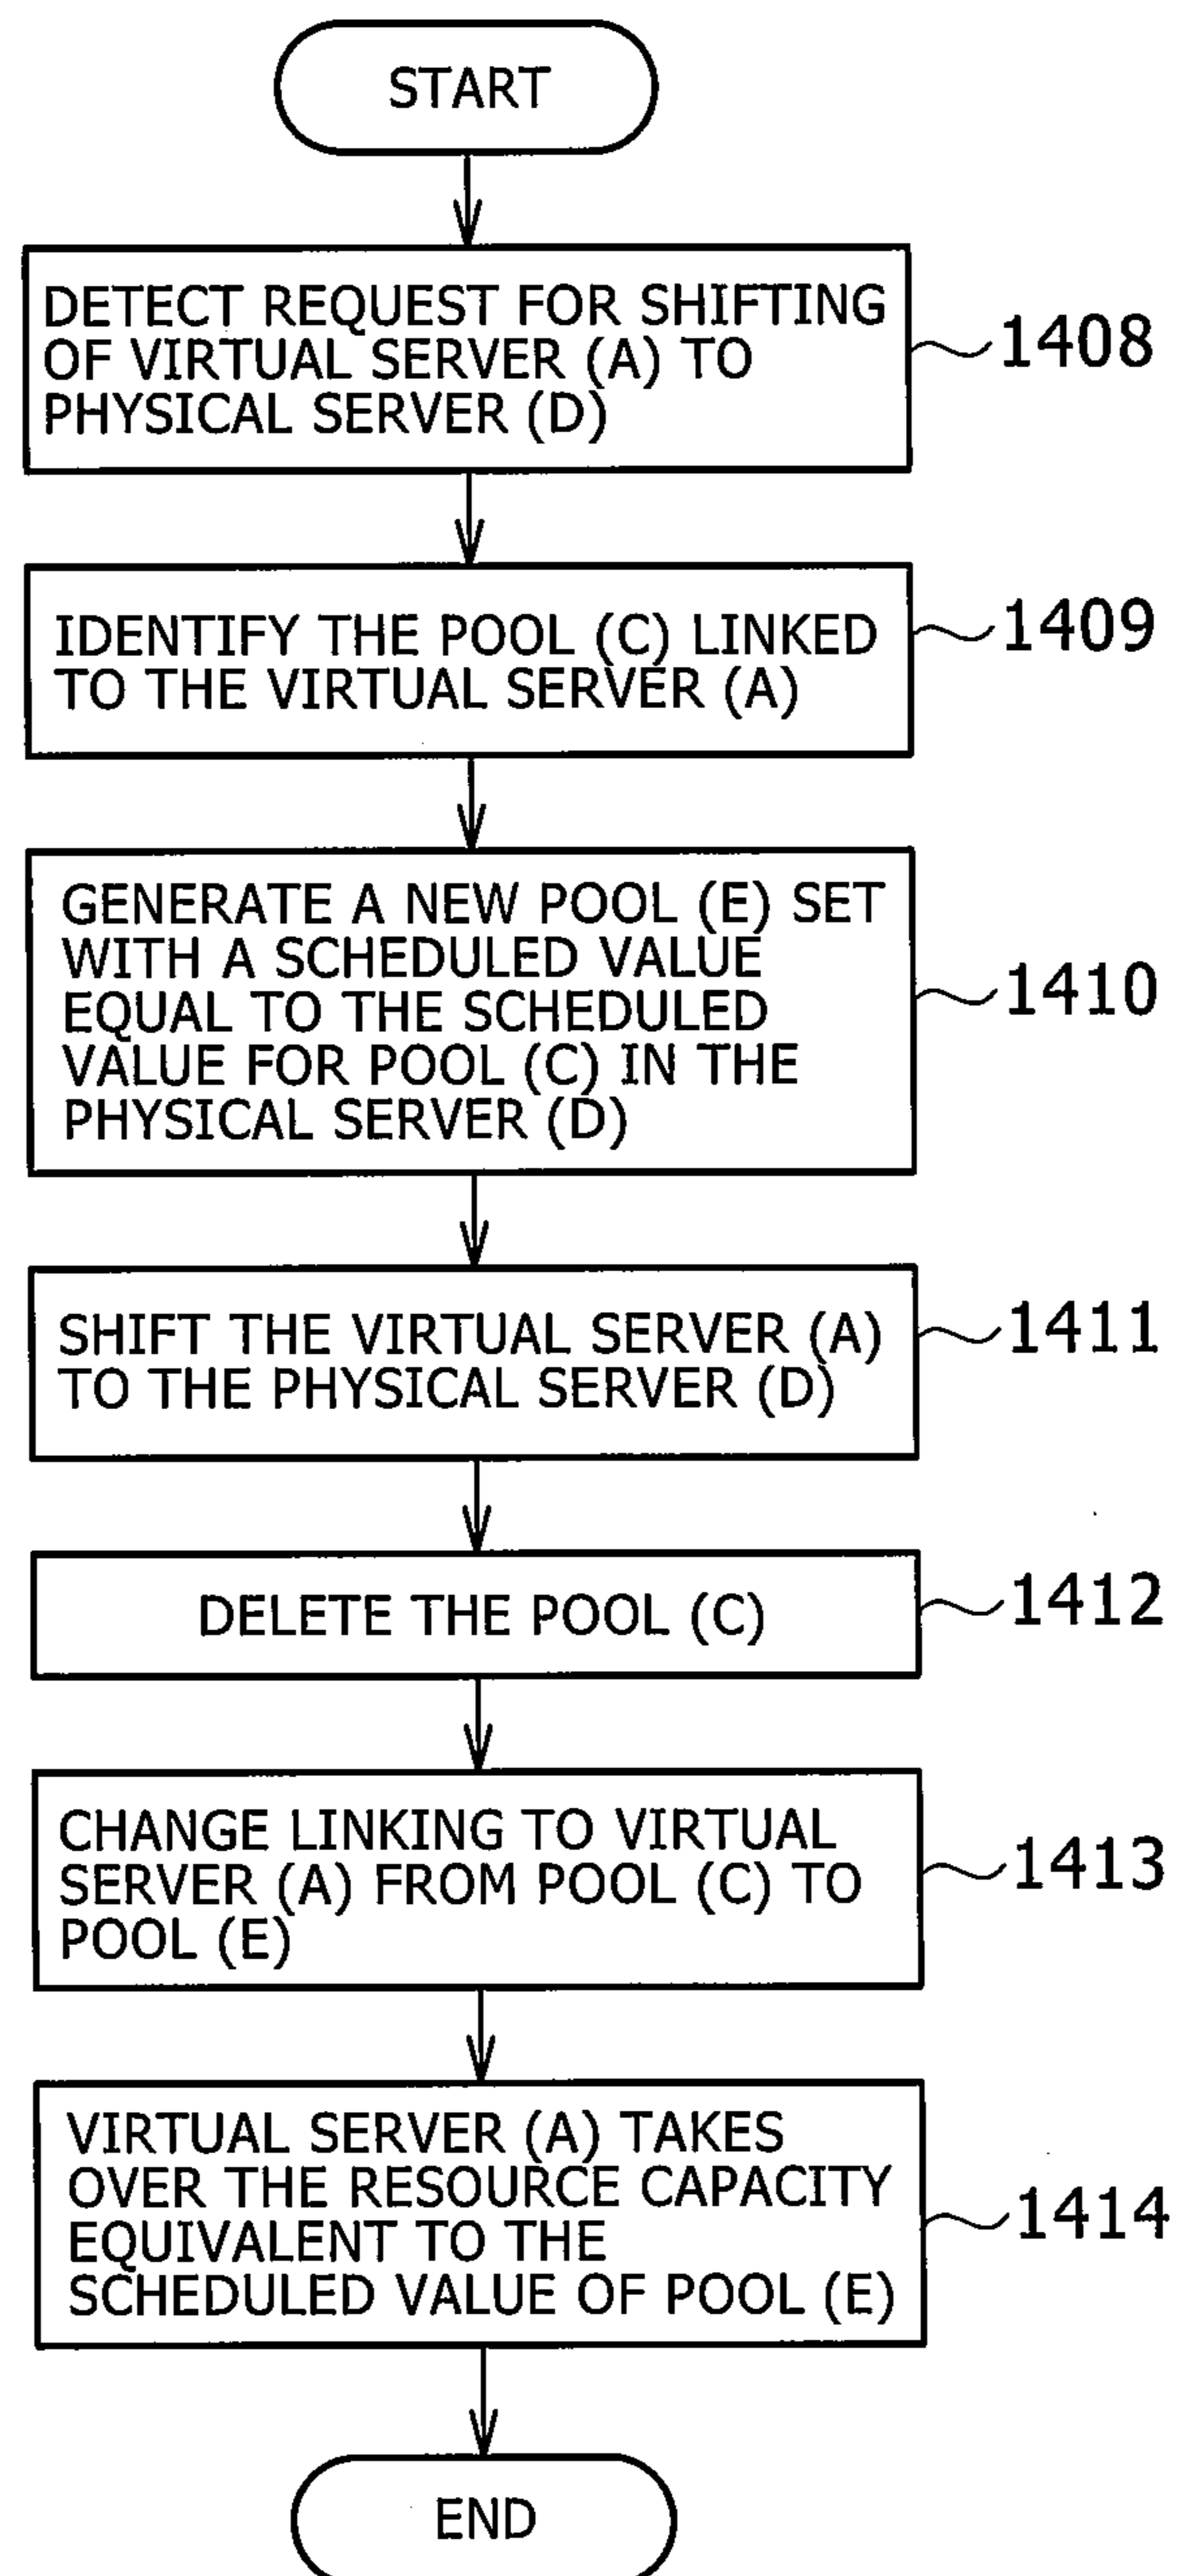 START
DETECT REQUEST FOR SHIFTING
OF VIRTUAL SERVER (A) TO
PHYSICAL SERVER (D)
1408
IDENTIFY THE POOL (C) LINKED
TO THE VIRTUAL SERVER (A)
1409
GENERATE A NEW POOL (E) SET
WITH A SCHEDULED VALUE
EQUAL TO THE SCHEDULED
VALUE FOR POOL (C) IN THE
PHYSICAL SERVER (D)
1410
SHIFT THE VIRTUAL SERVER (A)
TO THE PHYSICAL SERVER (D)
1411
DELETE THE POOL (C)
1412
CHANGE LINKING TO VIRTUAL
SERVER (A) FROM POOL (C) TO
POOL (E)
1413
VIRTUAL SERVER (A) TAKES
OVER THE RESOURCE CAPACITY
EQUIVALENT TO THE
SCHEDULED VALUE OF POOL (E)
1414
END